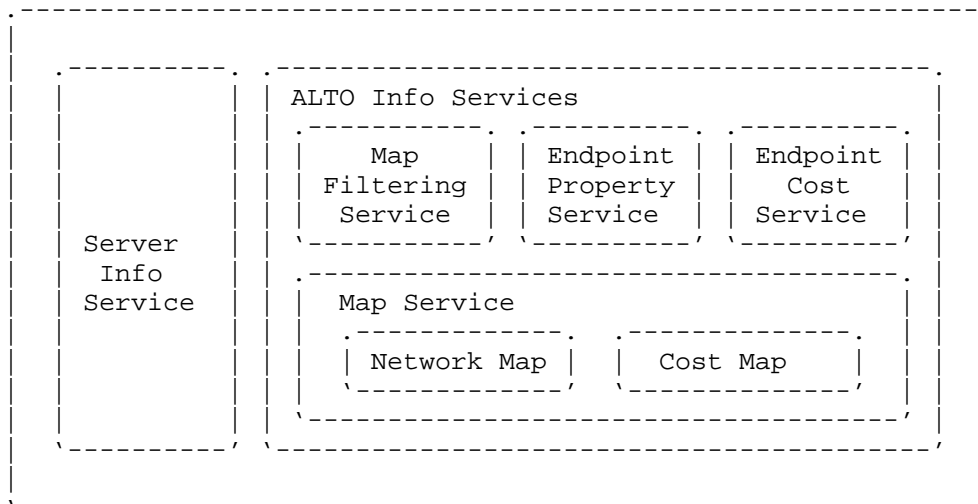 ALTO Info Services
Map
Filtering
Service
Endpoint
Property
Service
Endpoint
Cost
Service
Server
Info
Service
Map Service
Network Map
Cost Map